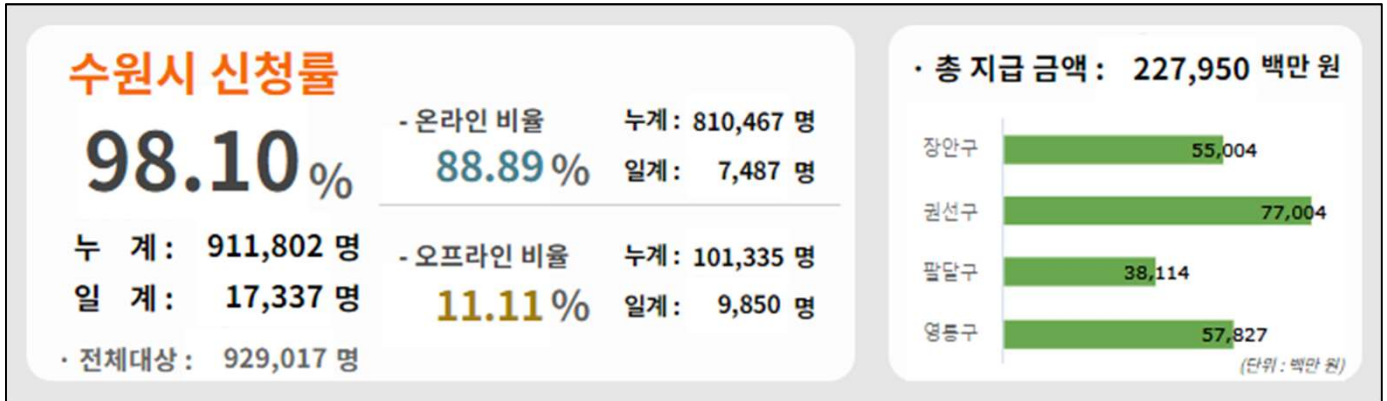 수원시 신청률
98.10 %
누 계 : 911,802 명
일 계 : 17,337 명
· 전체대상 : 929,017 명
- 온라인 비율
88.89 %
누계 : 810,467 명
일계 : 7,487 명
- 오프라인 비율
11.11 %
누계 : 101,335 명
일계 : 9,850 명
· 총 지급 금액 : 227,950 백만 원
장안구 55,004
권선구 77,004
팔달구 38,114
영통구 57,827
(단위 : 백만 원)